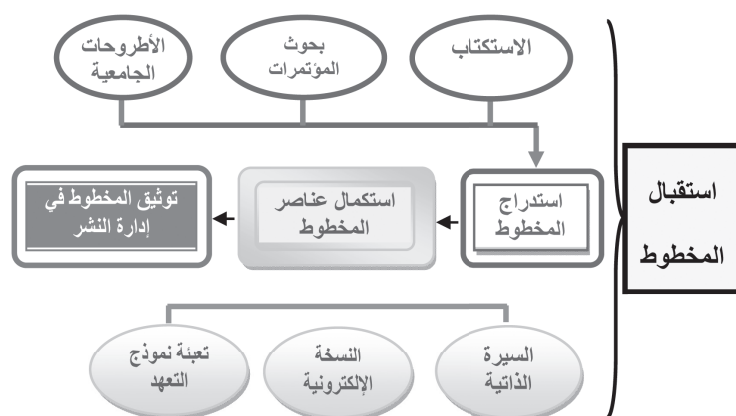 الاستكتاب
بحوث
المؤتمرات
الأطروحات
الجامعية
استقبال
المخطوط
استدراج
المخطوط
استكمال عناصر
المخطوط
توثيق المخطوط في
إدارة النشر
السيرة
الذاتية
النسخة
الإلكترونية
تعبئة نموذج
التعهد